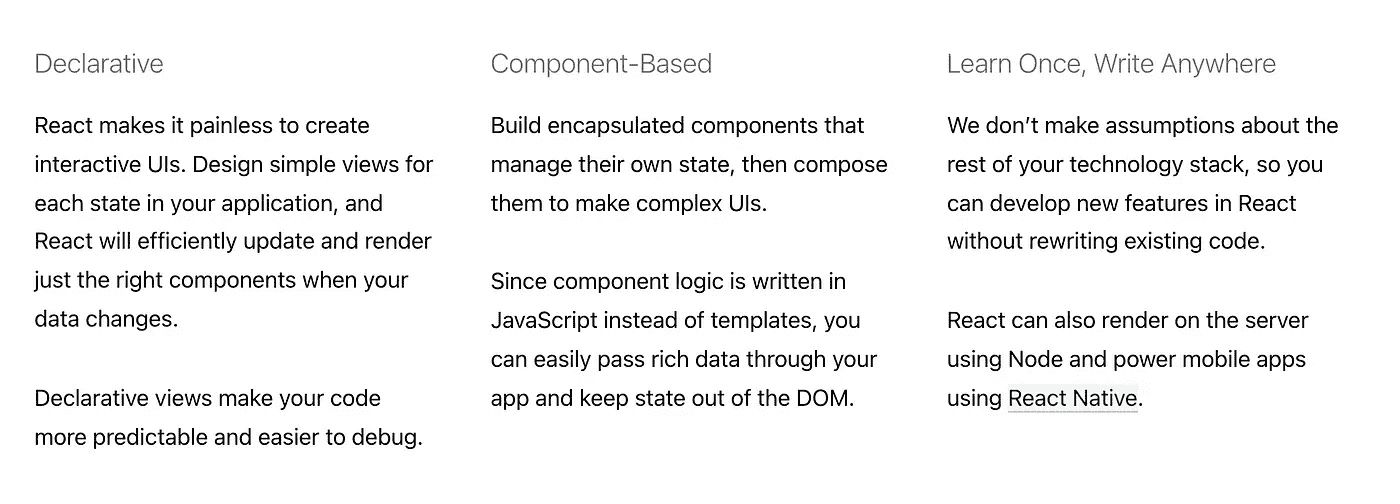 Declarative
React makes it painless to create
interactive UIs. Design simple views for
each state in your application, and
React will efficiently update and render
just the right components when your
data changes.
Declarative views make your code
more predictable and easier to debug.
Component-Based
Build encapsulated components that
manage their own state, then compose
them to make complex UIs.
Since component logic is written in
JavaScript instead of templates, you
can easily pass rich data through your
app and keep state out of the DOM.
Learn Once, Write Anywhere
We don’t make assumptions about the
rest of your technology stack, so you
can develop new features in React
without rewriting existing code.
React can also render on the server
using Node and power mobile apps
using React Native.